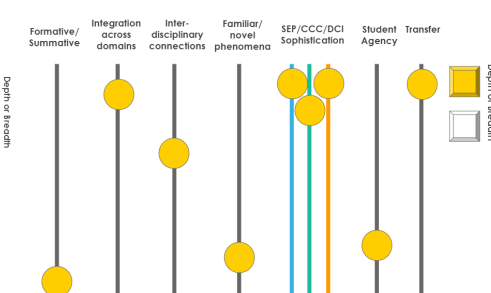 Formative/
Summative
Integration
across
domains
Inter-
disciplinary
connections
Familiar/
novel
phenomena
SEP/CCC/DCI
Sophistication
Student
Agency
Transfer
Depth or Breadth